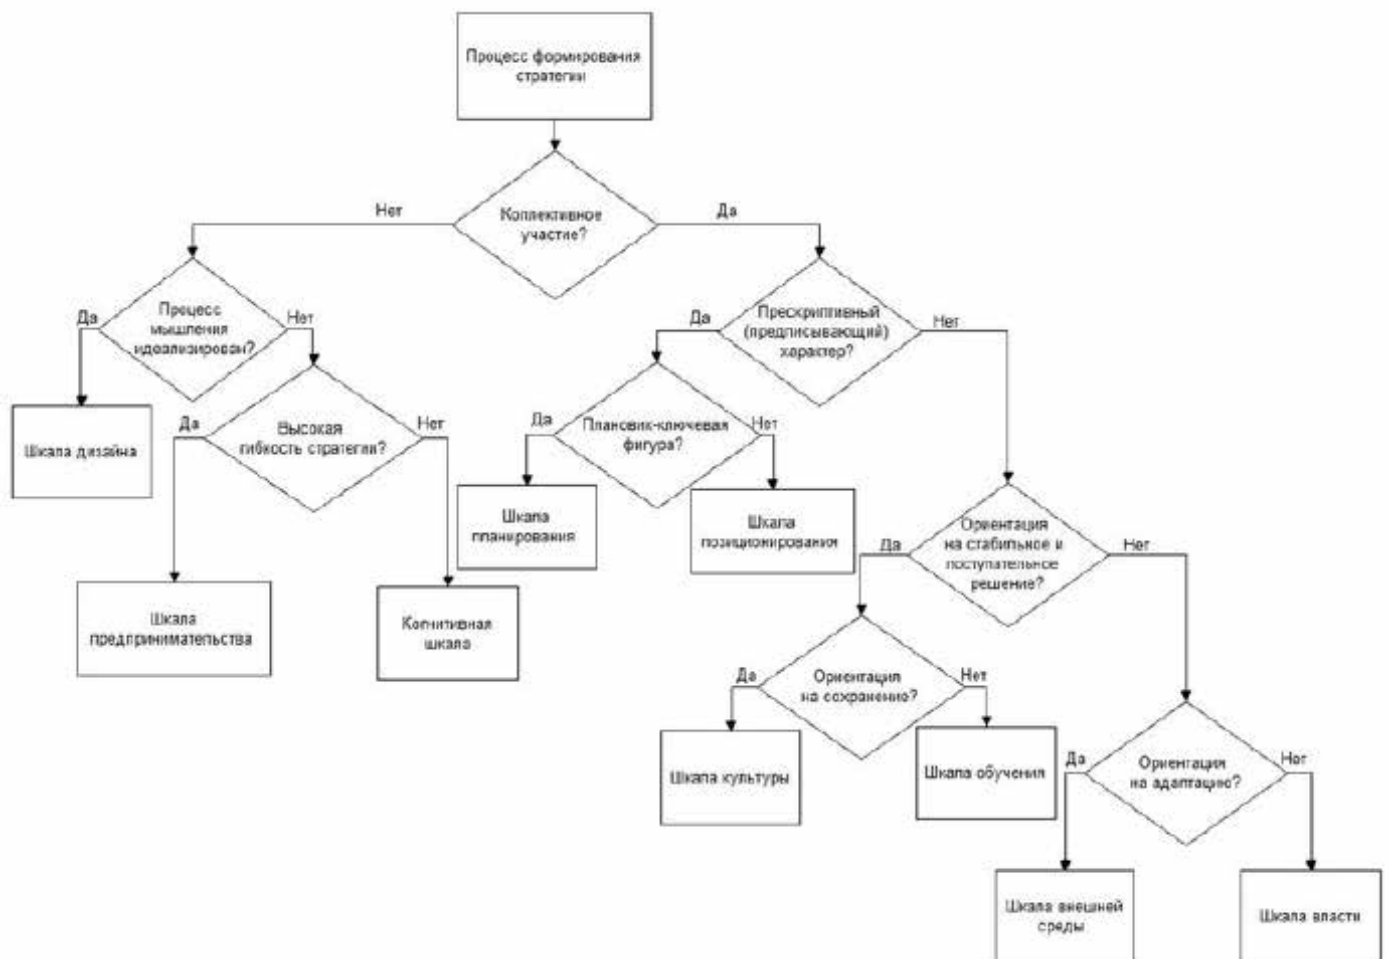 Процесс формирования
стратегии
Коллективное
участие?
Нет
Да
Процесс
мышления
идеализирован?
Да
Нет
Прескриптивный
(предписывающий)
характер?
Да
Нет
Шкала дизайна
Высокая
гибкость стратегии?
Да
Нет
Плановик-ключевая
фигура?
Да
Нет
Шкала
планирования
Шкала
позиционирования
Ориентация
на стабильное и
поступательное
решение?
Да
Нет
Шкала
предпринимательства
Когнитивная
шкала
Ориентация
на сохранение?
Да
Нет
Шкала культуры
Шкала обучения
Ориентация
на адаптацию?
Да
Нет
Шкала внешней
среды
Шкала власти